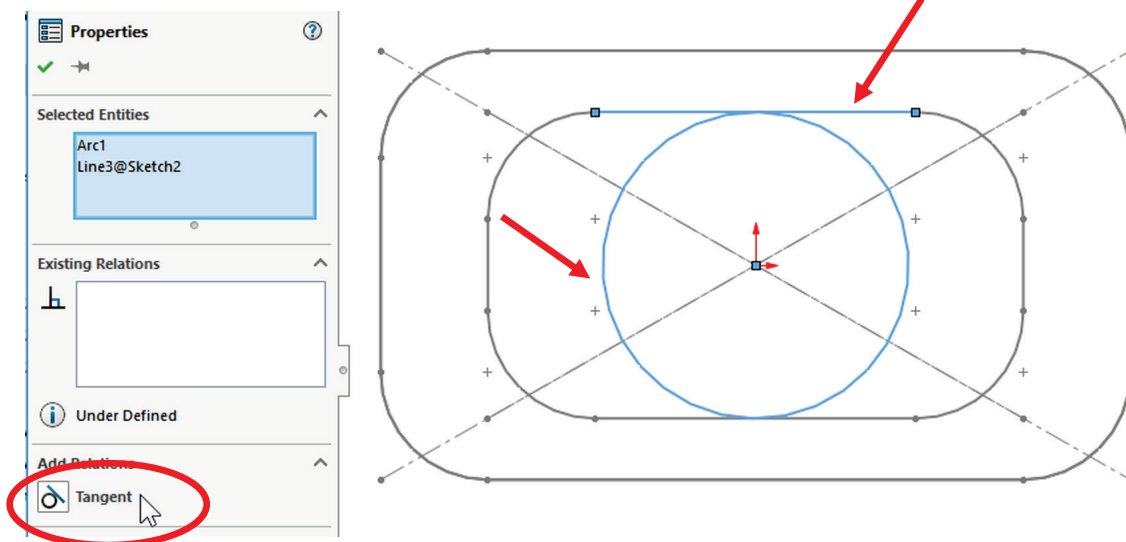 Properties
Selected Entities
Arc1
Line3@Sketch2
Existing Relations
Under Defined
Add Relations
Tangent